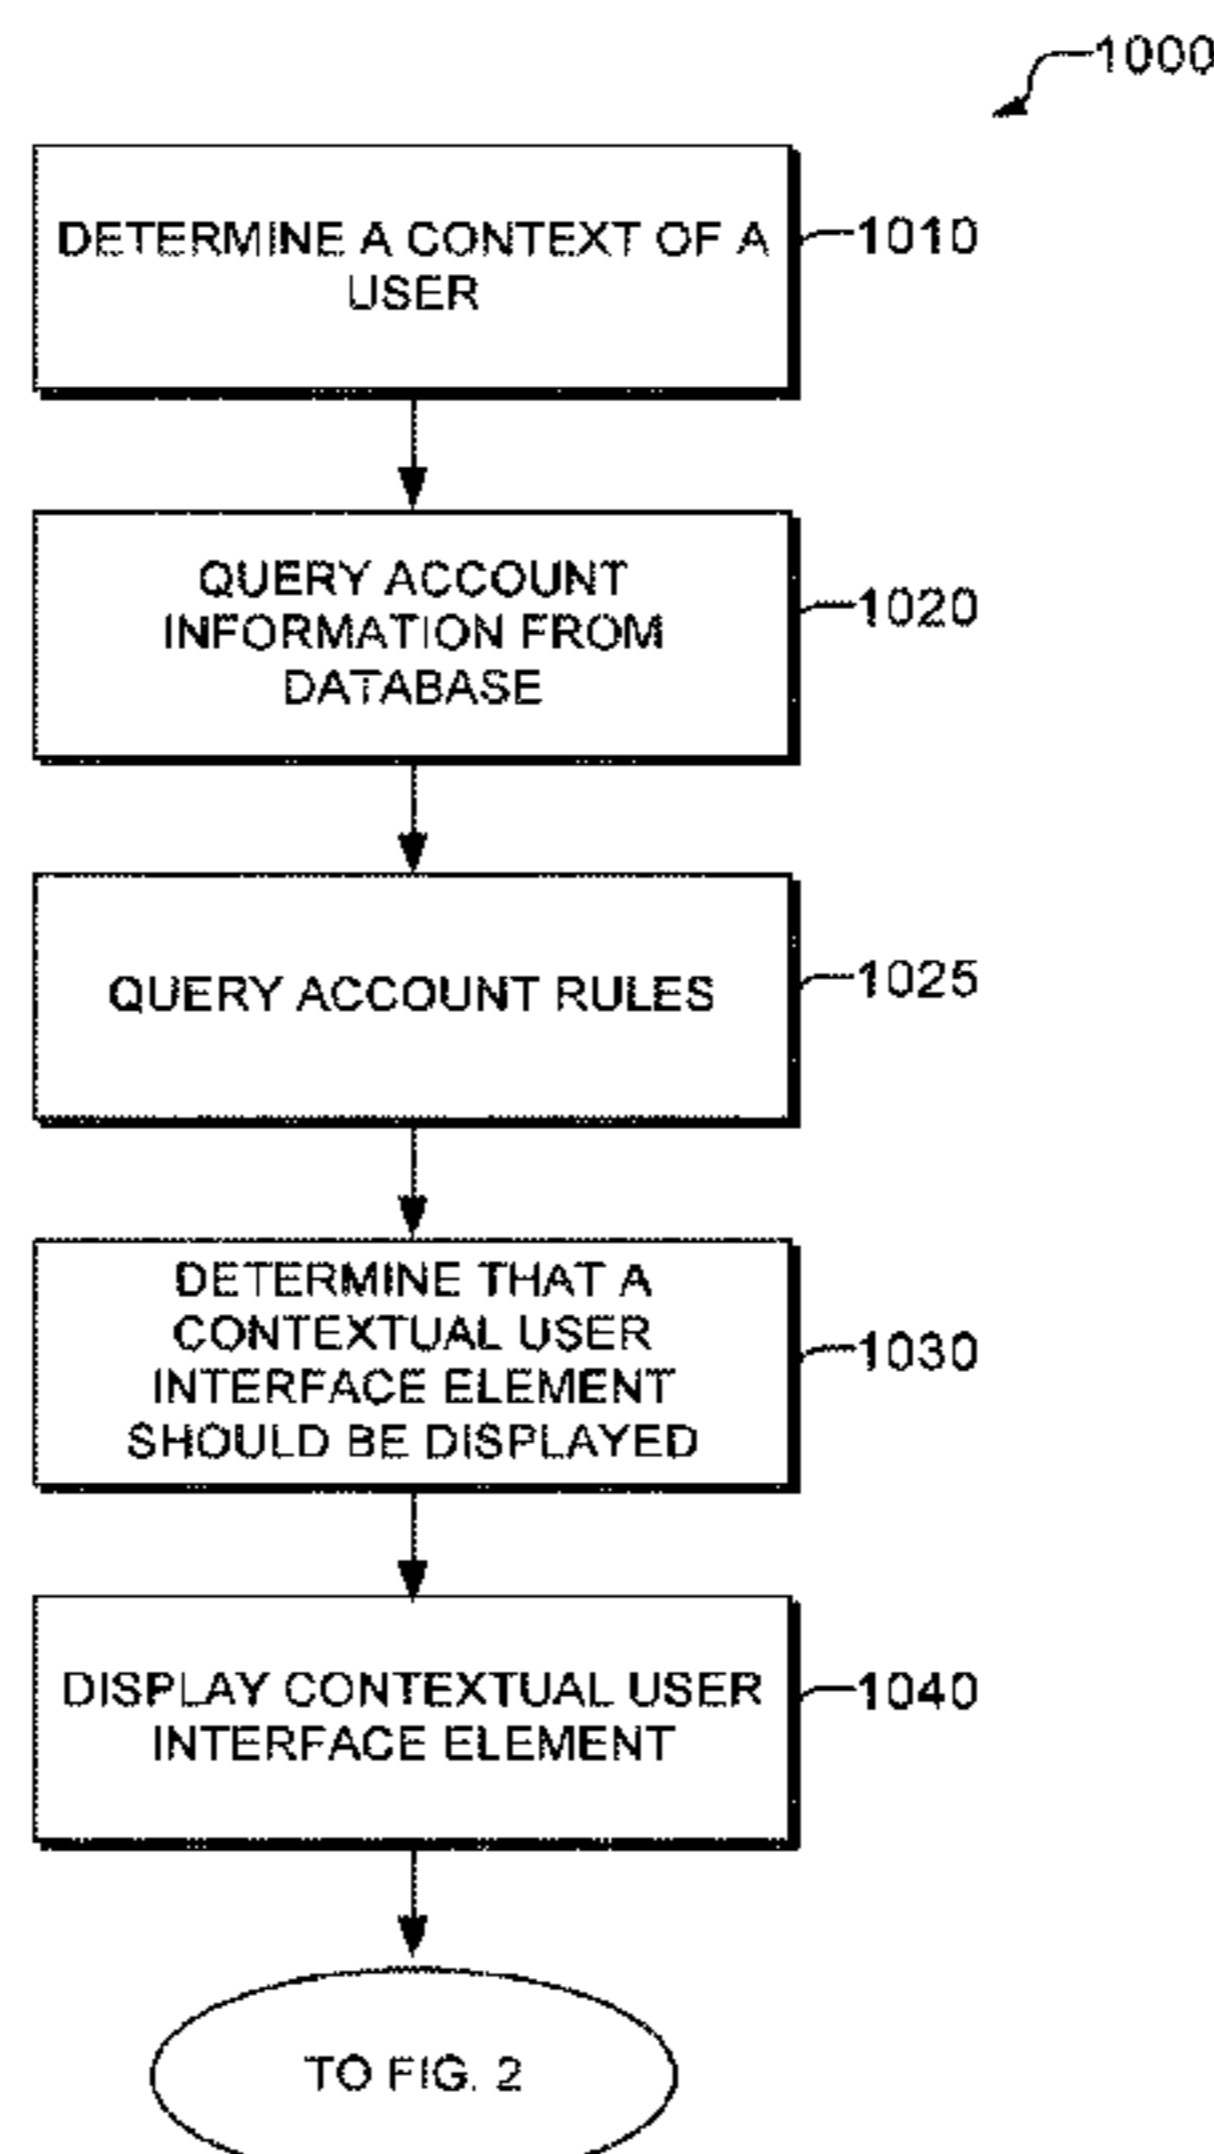 1000
DETERMINE A CONTEXT OF A
USER
1010
QUERY ACCOUNT
INFORMATION FROM
DATABASE
1020
QUERY ACCOUNT RULES
1025
DETERMINE THAT A
CONTEXTUAL USER
INTERFACE ELEMENT
SHOULD BE DISPLAYED
1030
DISPLAY CONTEXTUAL USER
INTERFACE ELEMENT
1040
TO FIG. 2